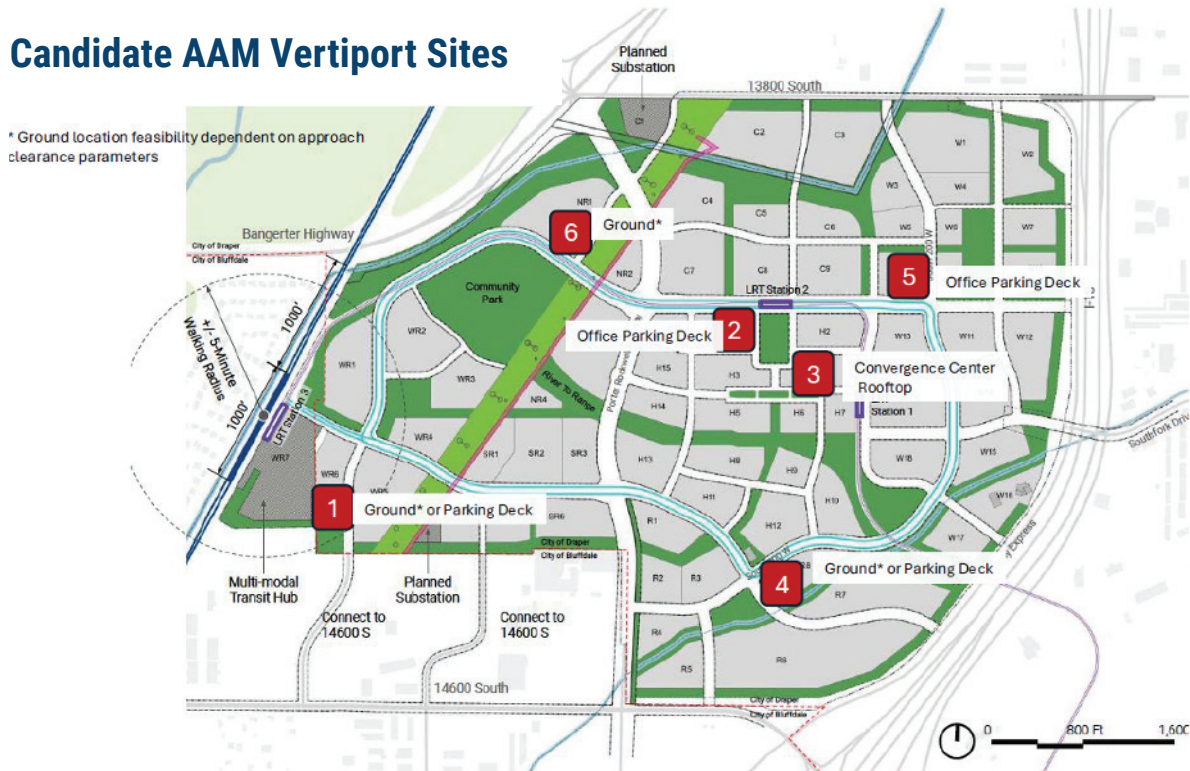 Candidate AAM Vertiport Sites
* Ground location feasibility dependent on approach
clearance parameters
Planned
Substation
13800 South
C1
C2
C3
W1
W2
W3
W4
NR1
C4
C5
C6
W6
W7
6
Ground*
Bangerter Highway
City of Draper
City of Bluffdale
NR2
C7
C8
C9
5
Office Parking Deck
Community
Park
LRT Station 2
1000'
+/- 5-Minute
Walking Radius
1000'
WR2
WR1
Office Parking Deck
2
H2
W10
W11
W12
WR3
H15
H3
3
Convergence Center
Rooftop
River To Range
NR4
H14
H5
H6
H7
Station 1
LRT Station 3
WR4
SR1
SR2
SR3
H13
H8
H9
W15
Southfork Drive
WR7
WR6
WR5
H11
H10
1
Ground* or Parking Deck
R1
H12
W17
City of Draper
City of Bluffdale
Multi-modal
Transit Hub
Planned
Substation
R2
R3
4
Ground* or Parking Deck
R7
Connect to
14600 S
Connect to
14600 S
R4
R5
R6
14600 South
City of Draper
City of Bluffdale
0
800 Ft
1,600